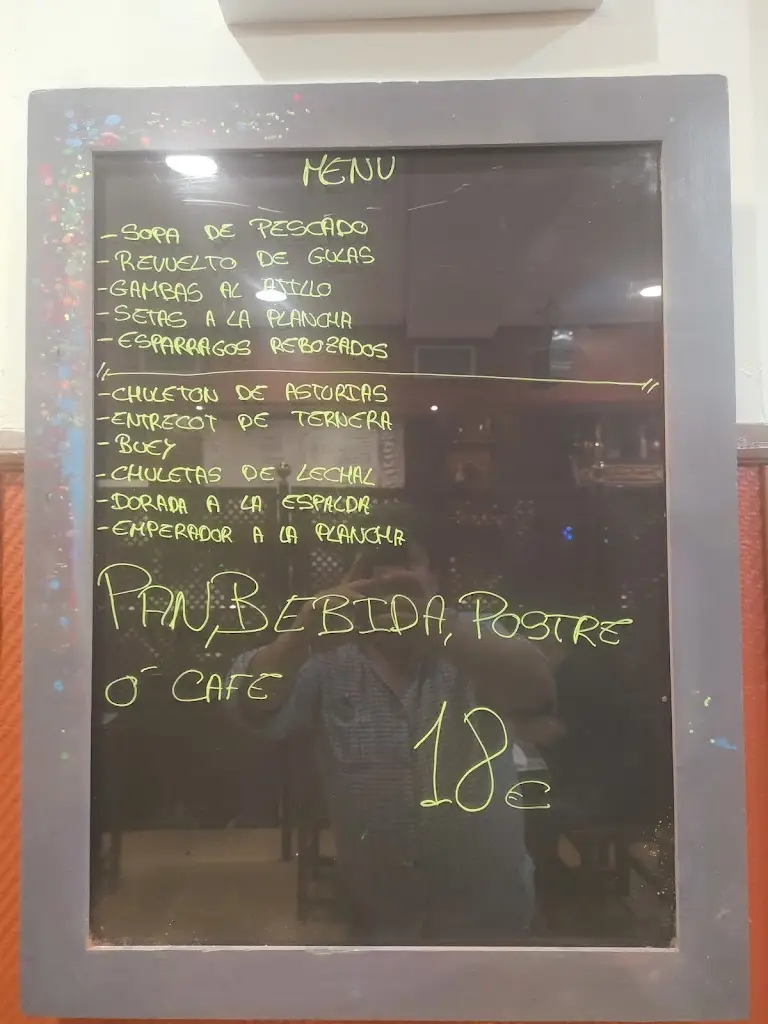 MENU
- SOPA DE PESCADO
- REVUELTO DE GULAS
- GAMBAS AL AJILLO
- SETAS A LA PLANCHA
- ESPARRAGOS REBOZADOS
- CHULETON DE ASTORIAS
- ENTRECOT DE TERNERA
- BUEY
- CHULETAS DE LECHAL
- DORADA A LA ESPALDA
- EMPERADOR A LA PLANCHA
PAN, BEBIDA, POSTRE
Ó CAFE
18€